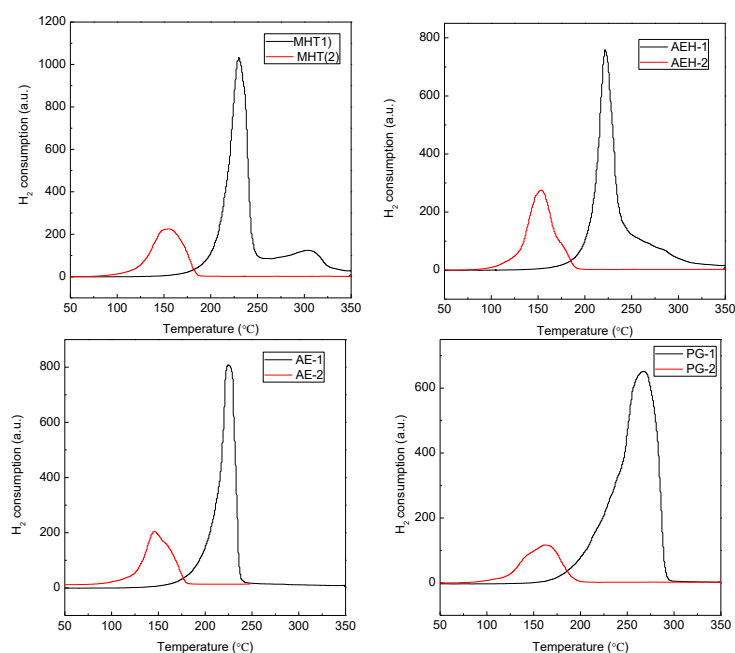 1200
1000
800
600
400
200
0
H₂ consumption (a.u.)
MHT1)
MHT(2)
50 100 150 200 250 300 350
Temperature (°C)
800
600
400
200
0
H₂ consumption (a.u.)
AEH-1
AEH-2
50 100 150 200 250 300 350
Temperature (°C)
800
600
400
200
0
H₂ consumption (a.u.)
AE-1
AE-2
50 100 150 200 250 300 350
Temperature (°C)
600
400
200
0
H₂ consumption (a.u.)
PG-1
PG-2
50 100 150 200 250 300 350
Temperature (°C)